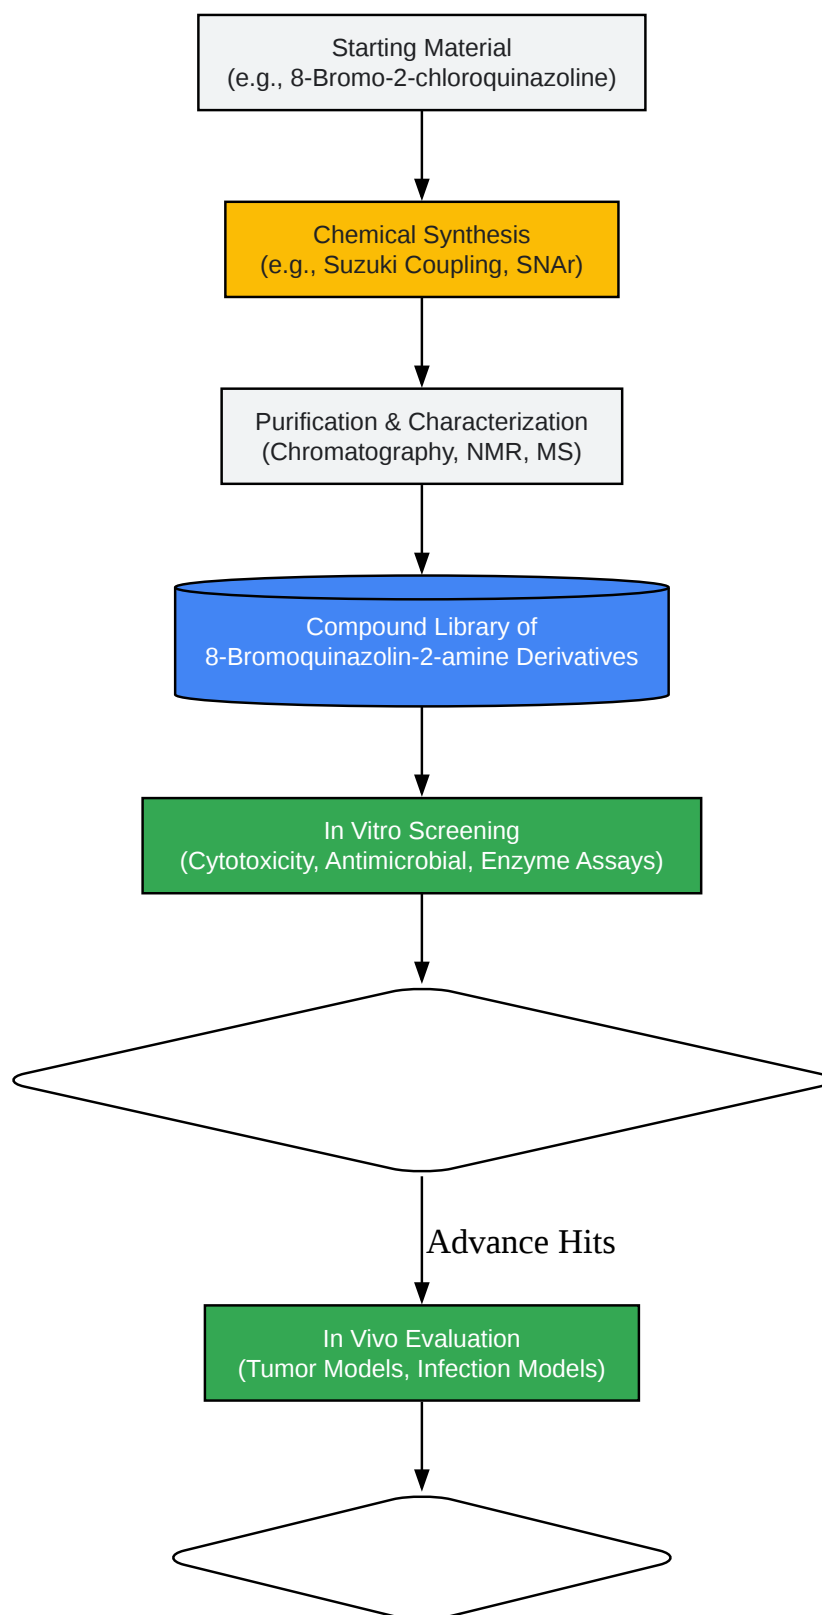 Starting Material
(e.g., 8-Bromo-2-chloroquinazoline)
Chemical Synthesis
(e.g., Suzuki Coupling, SNAr)
Purification & Characterization
(Chromatography, NMR, MS)
Compound Library of
8-Bromoquinazolin-2-amine Derivatives
In Vitro Screening
(Cytotoxicity, Antimicrobial, Enzyme Assays)
Advance Hits
In Vivo Evaluation
(Tumor Models, Infection Models)